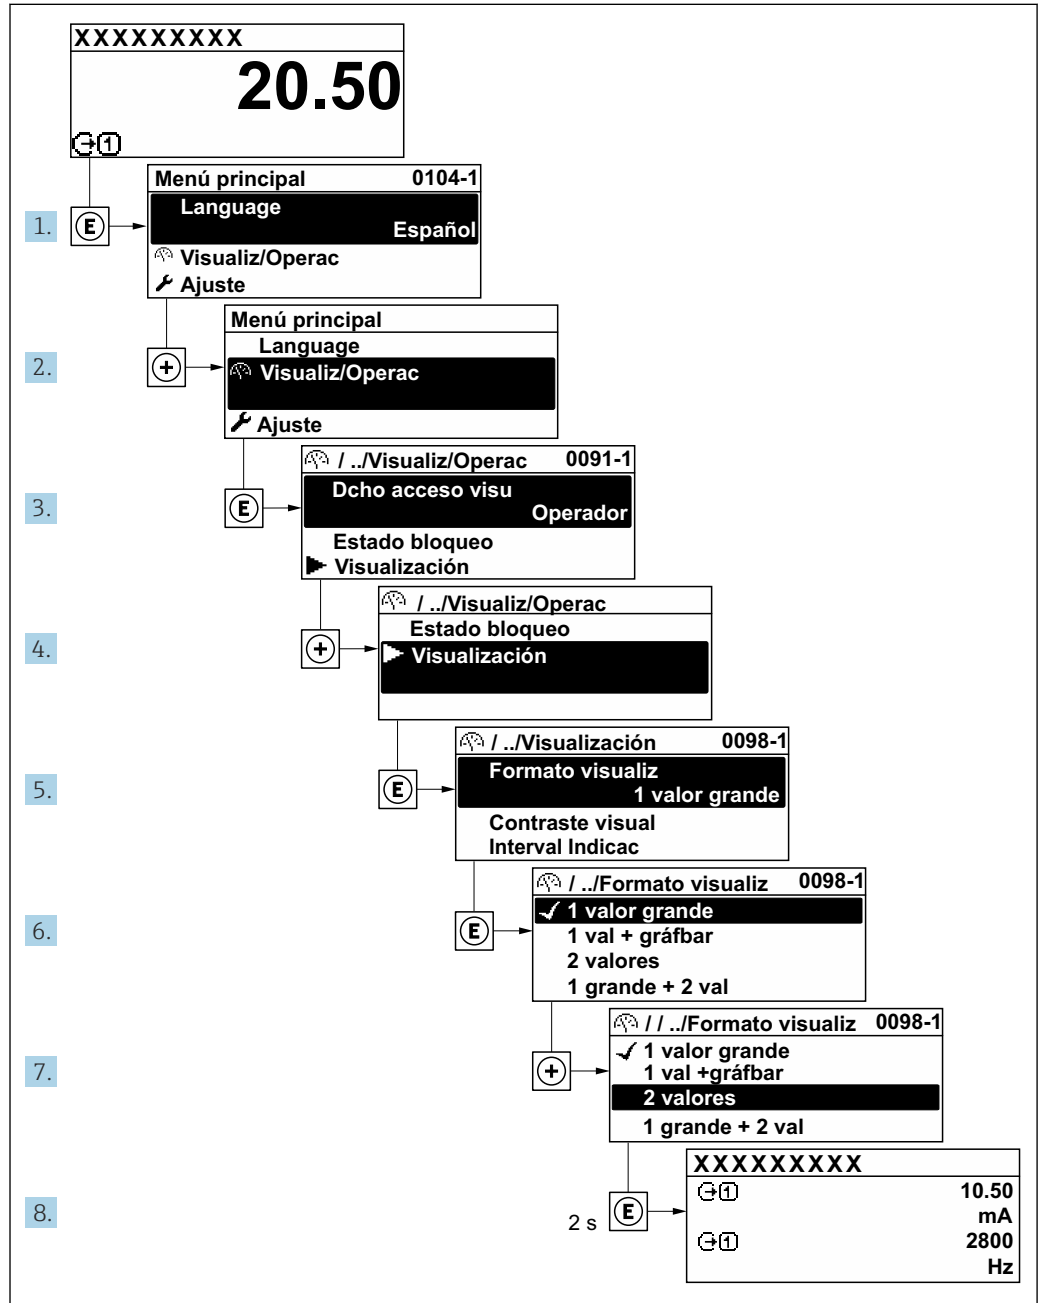 XXXXXXXXX
20.50
1
Menú principal 0104-1
Language
Español
1. E
Visualiz/Operac
Ajuste
Menú principal
Language
2. + Visualiz/Operac
Ajuste
/ ../Visualiz/Operac 0091-1
Dcho acceso visu
3. E Operador
Estado bloqueo
Visualización
/ ../Visualiz/Operac
Estado bloqueo
4. + Visualización
/ ../Visualización 0098-1
Formato visualiz
5. E 1 valor grande
Contraste visual
Interval Indicac
/ ../Formato visualiz 0098-1
✓ 1 valor grande
6. E 1 val + gráfbar
2 valores
1 grande + 2 val
/ / ../Formato visualiz 0098-1
✓ 1 valor grande
7. + 1 val +gráfbar
2 valores
1 grande + 2 val
XXXXXXXXX
1 10.50
8. 2 s E mA
1 2800
Hz